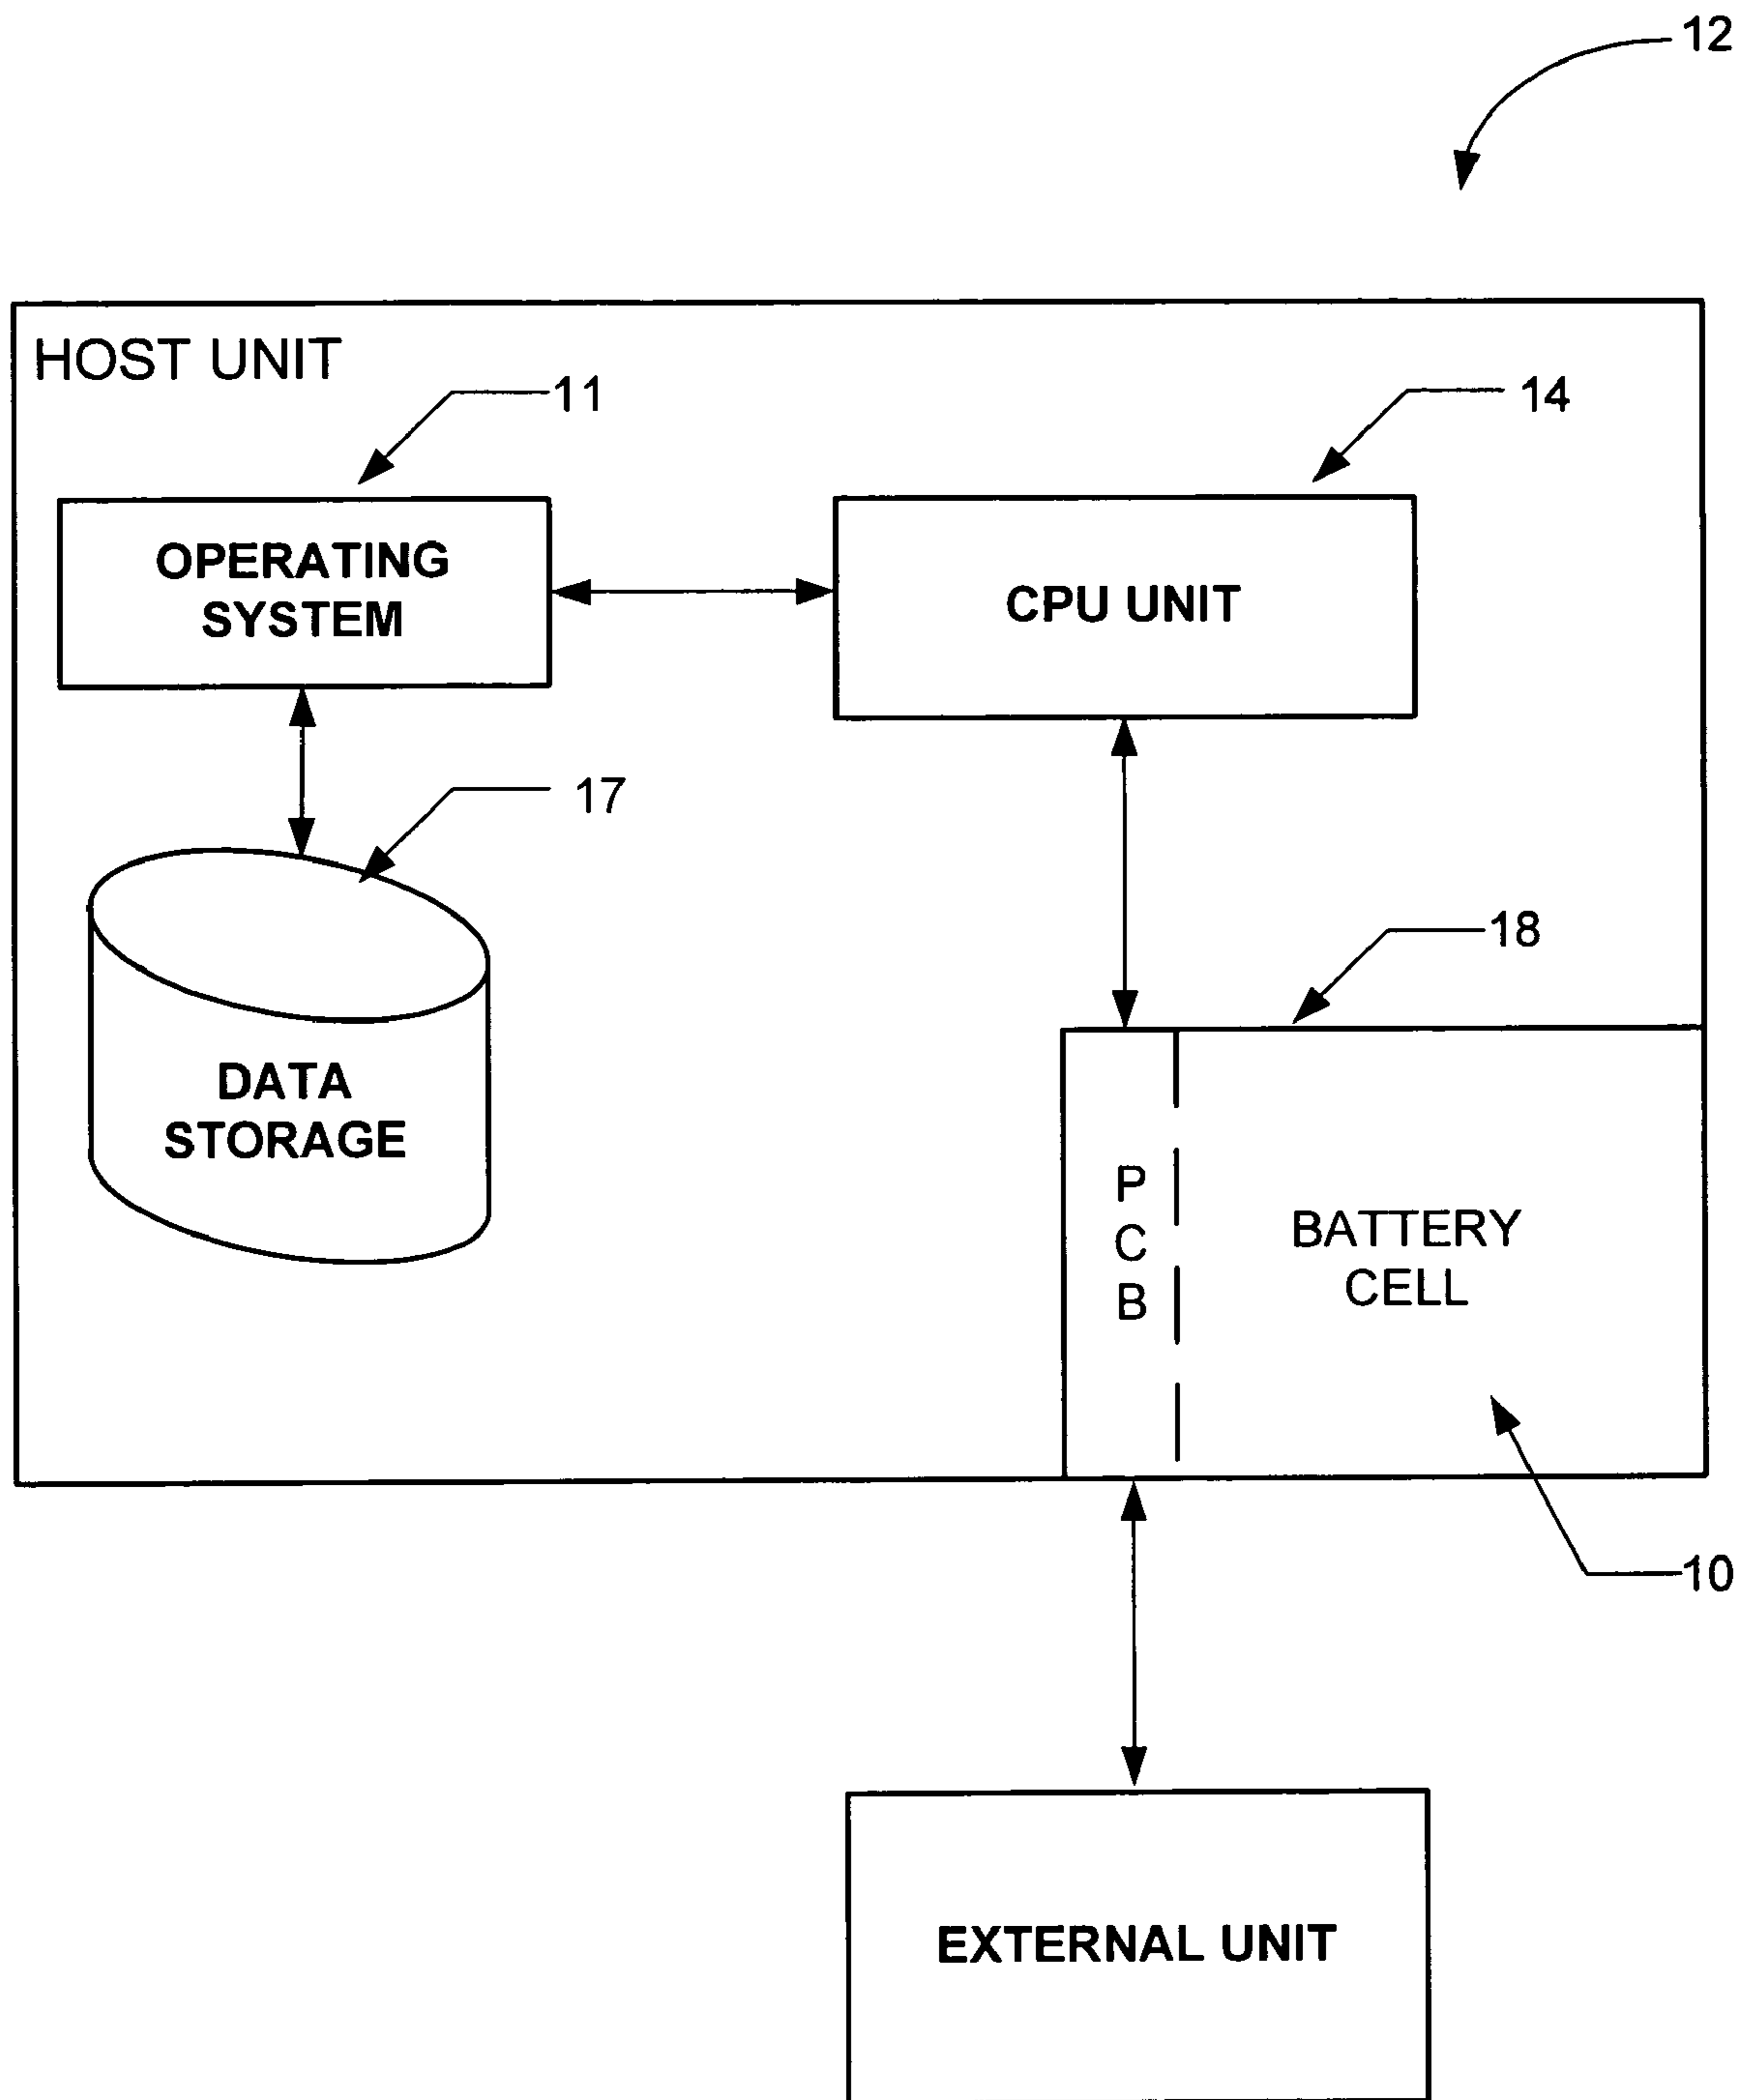 12
HOST UNIT
11
14
OPERATING
SYSTEM
CPU UNIT
17
18
DATA
STORAGE
P
C
B
BATTERY
CELL
10
EXTERNAL UNIT